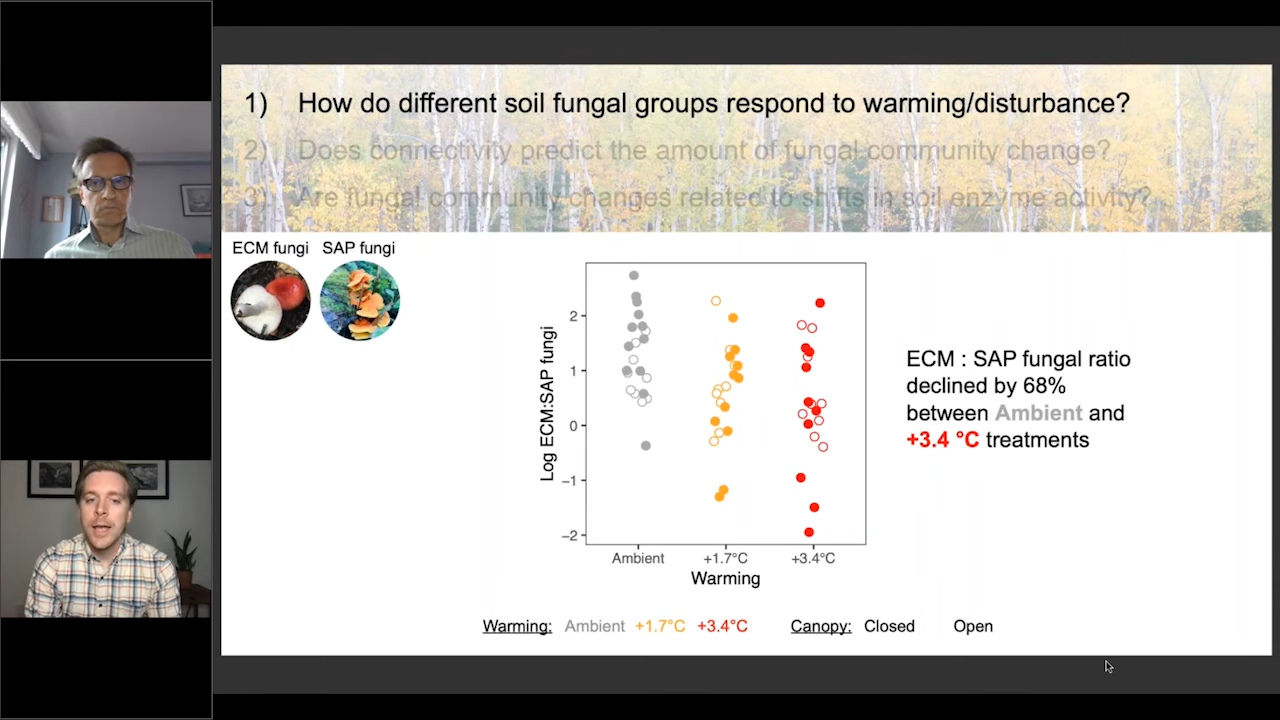 1) How do different soil fungal groups respond to warming/disturbance?
2) Does connectivity predict the amount of fungal community change?
3) Are fungal community changes related to shifts in soil enzyme activity?
ECM fungi SAP fungi
Log ECM:SAP fungi
2
1
0
−1
−2
Ambient +1.7°C +3.4°C
Warming
ECM : SAP fungal ratio
declined by 68%
between Ambient and
+3.4 °C treatments
Warming: Ambient +1.7°C +3.4°C Canopy: Closed Open